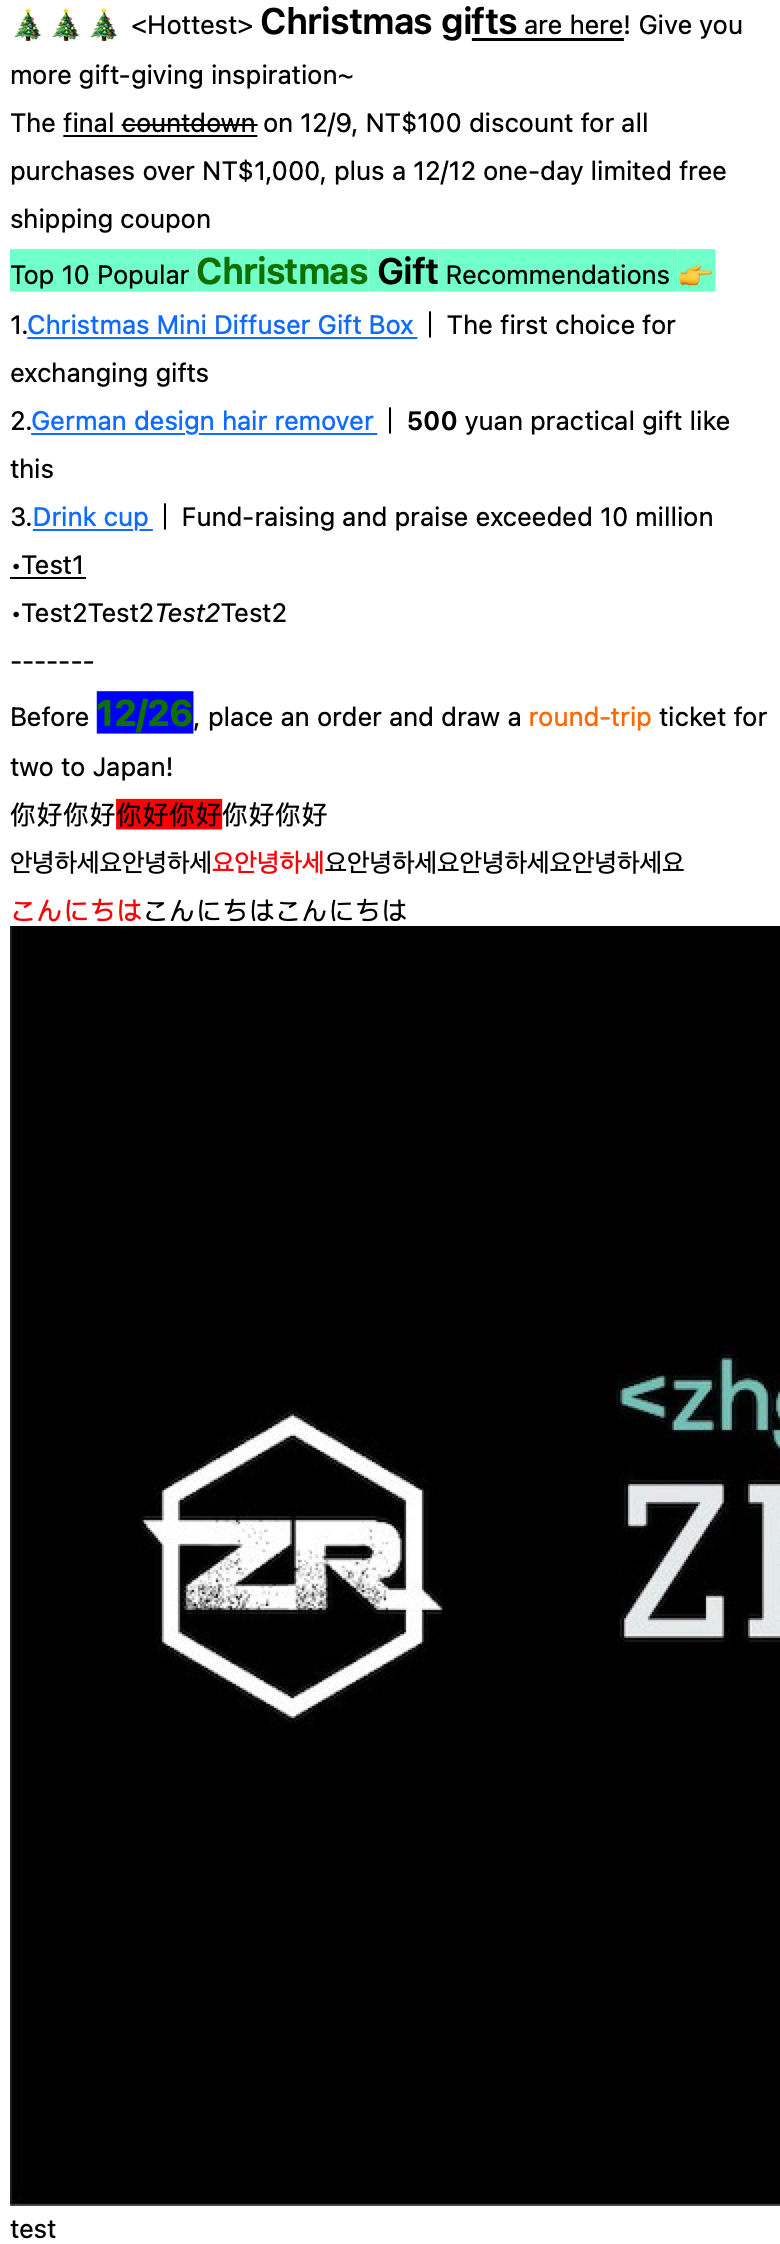 🎄🎄🎄 <Hottest> Christmas gifts are here! Give you
more gift-giving inspiration~
The final countdown on 12/9, NT$100 discount for all
purchases over NT$1,000, plus a 12/12 one-day limited free
shipping coupon
Top 10 Popular Christmas Gift Recommendations 👉
1.Christmas Mini Diffuser Gift Box｜The first choice for
exchanging gifts
2.German design hair remover｜500 yuan practical gift like
this
3.Drink cup｜Fund-raising and praise exceeded 10 million
•Test1
•Test2Test2Test2Test2
-------
Before 12/26, place an order and draw a round-trip ticket for
two to Japan!
你好你好你好你好你好你好
안녕하세요안녕하세요안녕하세요안녕하세요안녕하세요안녕하세요
こんにちはこんにちはこんにちは
<zh
ZR
Z
test